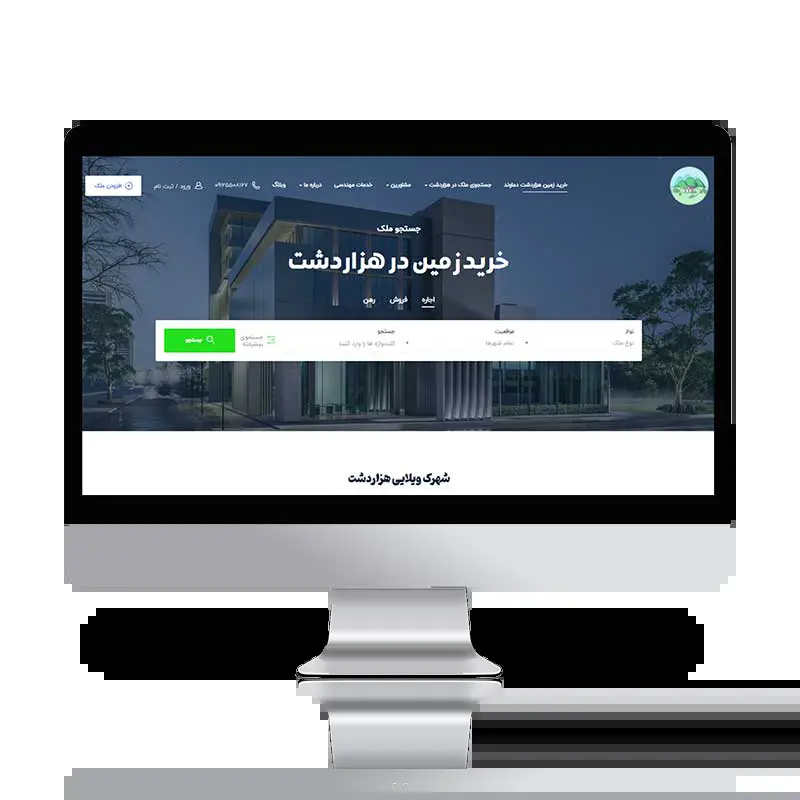 خرید زمین هزاردشت دماوند
جستجوی ملک در هزاردشت
مشاورین
خدمات مهندسی
درباره ما
وبلاگ
ورود / ثبت نام
افزودن ملک
جستجو ملک
خرید زمین در هزاردشت
اجاره
فروش
رهن
نوع
موقعیت
جستجو
نوع ملک
تمام شهرها
کلیدواژه ها را وارد کنید
جستجوی پیشرفته
جستجو
شهرک ویلایی هزاردشت